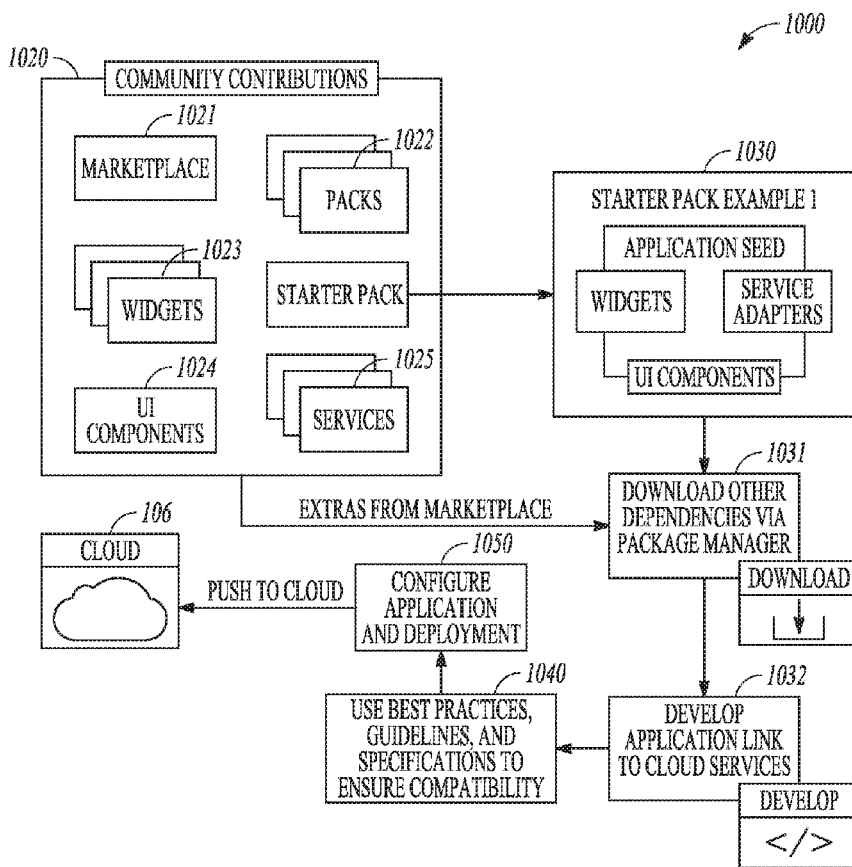 1000
1020
COMMUNITY CONTRIBUTIONS
1021
MARKETPLACE
1022
PACKS
1023
WIDGETS
STARTER PACK
1024
UI
COMPONENTS
1025
SERVICES
1030
STARTER PACK EXAMPLE 1
APPLICATION SEED
WIDGETS
SERVICE
ADAPTERS
UI COMPONENTS
1031
DOWNLOAD OTHER
DEPENDENCIES VIA
PACKAGE MANAGER
DOWNLOAD
EXTRAS FROM MARKETPLACE
106
CLOUD
PUSH TO CLOUD
1050
CONFIGURE
APPLICATION
AND DEPLOYMENT
1040
USE BEST PRACTICES,
GUIDELINES, AND
SPECIFICATIONS TO
ENSURE COMPATIBILITY
1032
DEVELOP
APPLICATION LINK
TO CLOUD SERVICES
DEVELOP
</>